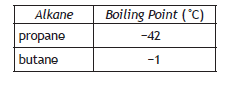 Alkane Boiling Point (°C)
propane −42
butane −1